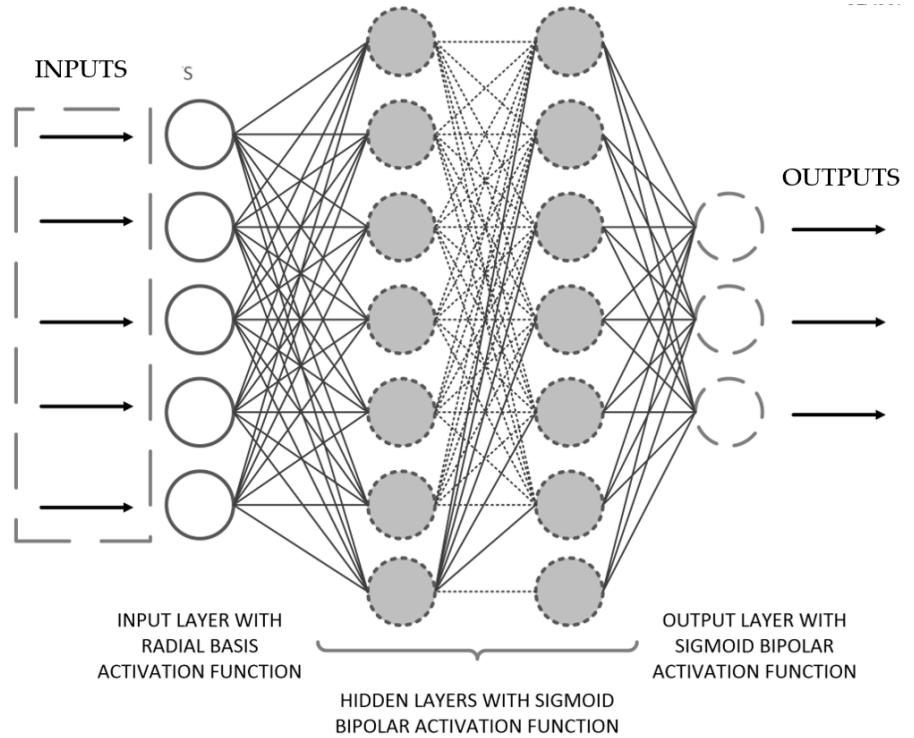 INPUTS
S
OUTPUTS
INPUT LAYER WITH
RADIAL BASIS
ACTIVATION FUNCTION
OUTPUT LAYER WITH
SIGMOID BIPOLAR
ACTIVATION FUNCTION
HIDDEN LAYERS WITH SIGMOID
BIPOLAR ACTIVATION FUNCTION